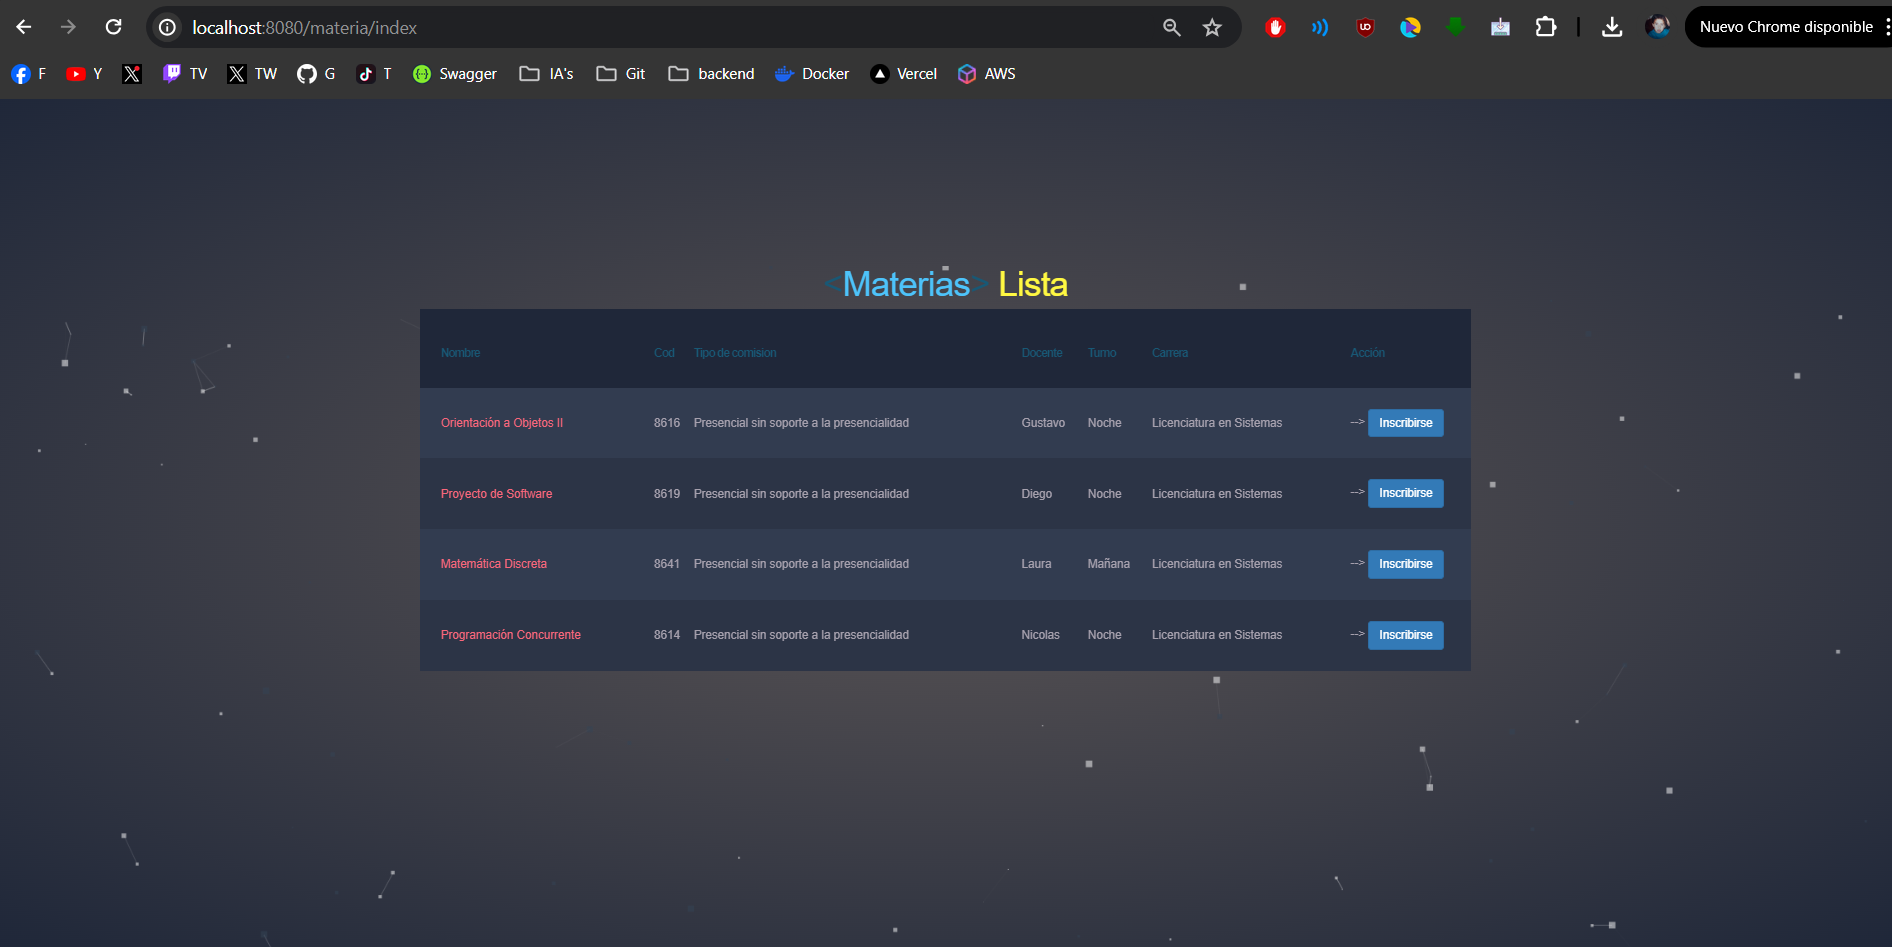 localhost:8080/materia/index
Nuevo Chrome disponible
F Y TV TW G T Swagger IA's Git backend Docker Vercel AWS
<Materias> Lista
Nombre Cod Tipo de comision Docente Turno Carrera Acción
Orientación a Objetos II 8616 Presencial sin soporte a la presencialidad Gustavo Noche Licenciatura en Sistemas --> Inscribirse
Proyecto de Software 8619 Presencial sin soporte a la presencialidad Diego Noche Licenciatura en Sistemas --> Inscribirse
Matemática Discreta 8641 Presencial sin soporte a la presencialidad Laura Mañana Licenciatura en Sistemas --> Inscribirse
Programación Concurrente 8614 Presencial sin soporte a la presencialidad Nicolas Noche Licenciatura en Sistemas --> Inscribirse